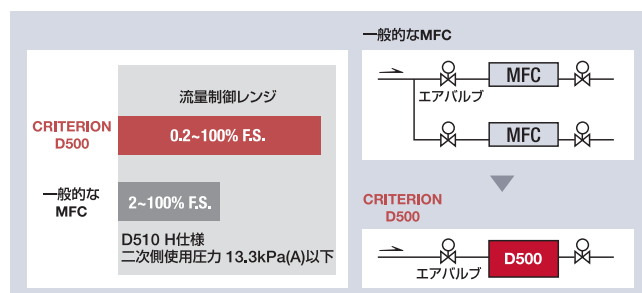 流量制御レンジ
CRITERION
D500
0.2~100% F.S.
一般的な
MFC
2~100% F.S.
D510 H仕様
二次側使用圧力 13.3kPa(A)以下
一般的なMFC
MFC
エアバルブ
MFC
CRITERION
D500
D500
エアバルブ